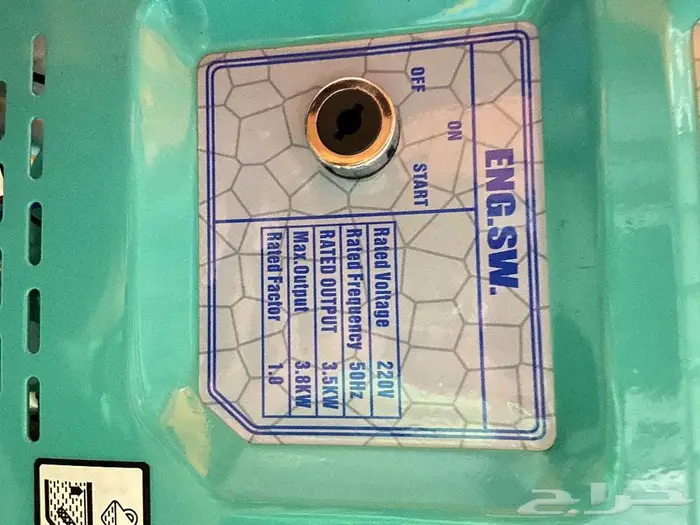 ENG.SW.
OFF
ON
START
Rated Voltage 220V
Rated Frequency 50Hz
RATED OUTPUT 3.5KW
Max.Output 3.8KW
Rated Factor 1.0
حراج